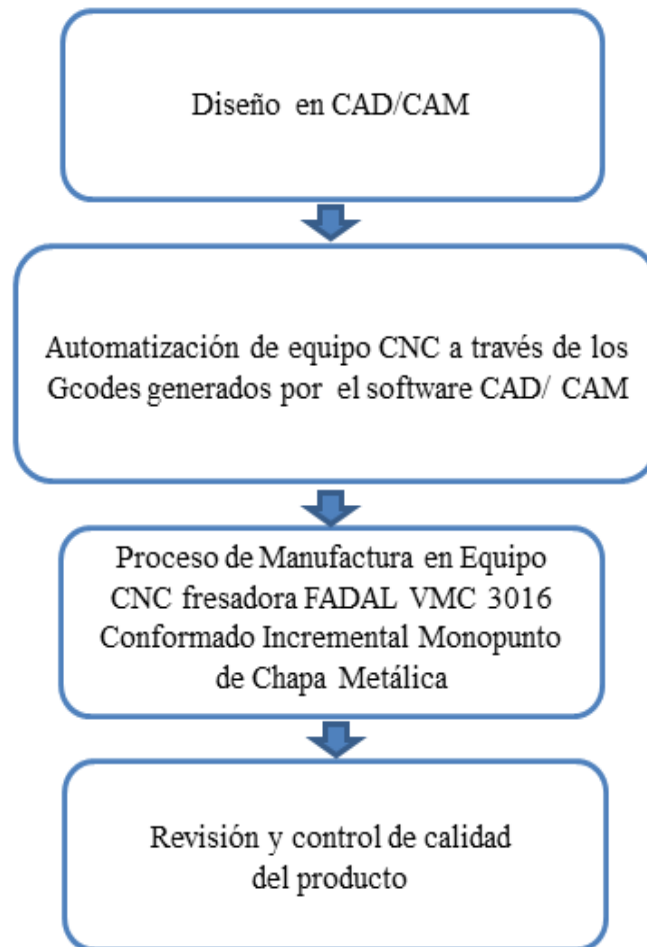 Diseño en CAD/CAM
Automatización de equipo CNC a través de los
Gcodes generados por el software CAD/ CAM
Proceso de Manufactura en Equipo
CNC fresadora FADAL VMC 3016
Conformado Incremental Monopunto
de Chapa Metálica
Revisión y control de calidad
del producto